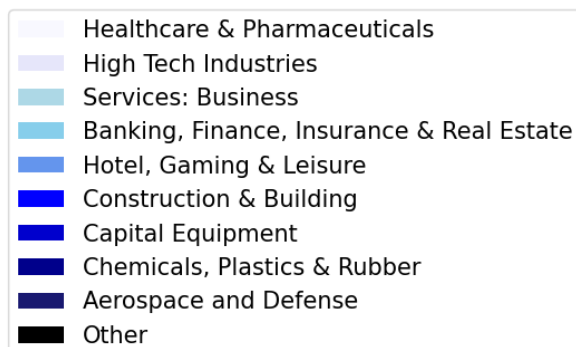 Healthcare & Pharmaceuticals
High Tech Industries
Services: Business
Banking, Finance, Insurance & Real Estate
Hotel, Gaming & Leisure
Construction & Building
Capital Equipment
Chemicals, Plastics & Rubber
Aerospace and Defense
Other